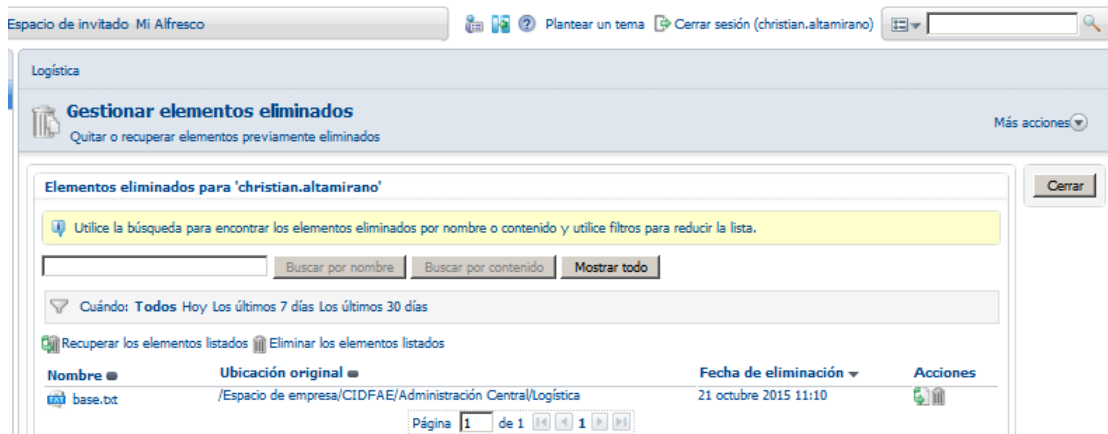 Espacio de invitado Mi Alfresco Plantear un tema Cerrar sesión (christian.altamirano)
Logística
Gestionar elementos eliminados
Quitar o recuperar elementos previamente eliminados
Más acciones
Elementos eliminados para 'christian.altamirano'
Cerrar
Utilice la búsqueda para encontrar los elementos eliminados por nombre o contenido y utilice filtros para reducir la lista.
Buscar por nombre Buscar por contenido Mostrar todo
Cuándo: Todos Hoy Los últimos 7 días Los últimos 30 días
Recuperar los elementos listados Eliminar los elementos listados
Nombre Ubicación original Fecha de eliminación Acciones
base.txt /Espacio de empresa/CIDFAE/Administración Central/Logística 21 octubre 2015 11:10
Página 1 de 1 1